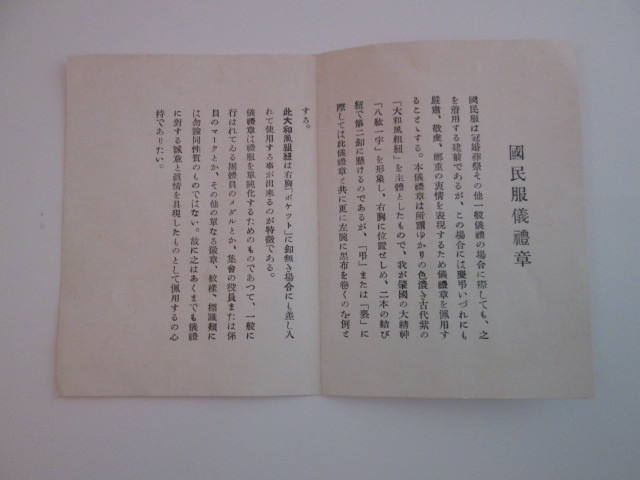 國民服儀禮章
國民服は冠婚葬祭その他一般儀禮の場合に際しても、之
を着用する建前であるが、この場合には慶弔いづれにも
嚴肅、敬虔、鄭重の衷情を表現するため儀禮章を佩用す
ることゝする。本儀禮章は所謂ゆかりの色濃き古代紫の
「大和風組紐」を主體としたもので、我が肇國の大精神
「八紘一宇」を形象し、右胸に位置せしめ、二本の結び
紐で第二釦に懸けるのであるが、「弔」または「喪」に
際しては此儀禮章と共に更に左腕に黑布を卷くのを例と
する。
此大和風組紐は右胸「ポケット」に釦無き場合にも差し入
れて使用する事が出來るのが特徴である。
儀禮章は禮服を單純化するためのものであつて、一般に
行はれてゐる團體員のメダルとか、集會の役員または係
員のマークとか、その他の單なる徽章、紋樣、標識類に
は勿論同性質のものではない。故に之はあくまでも儀禮
に對する誠意と眞情を具現したものとして佩用するの心
持でありたい。